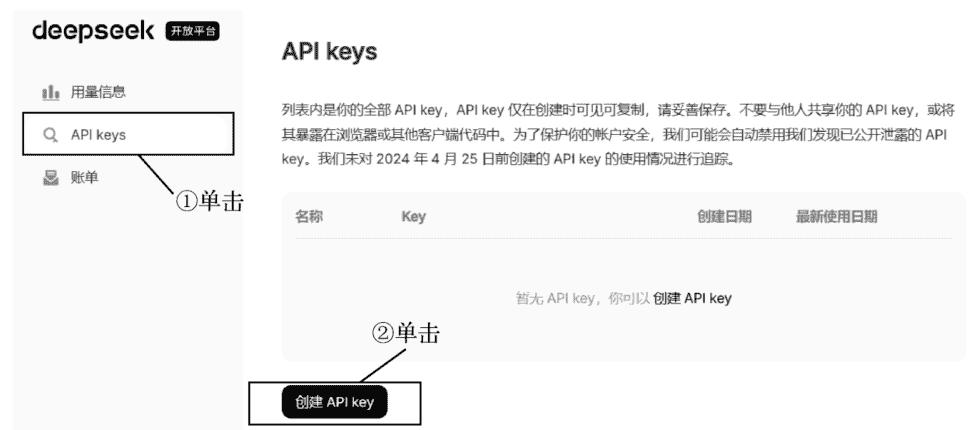 deepseek 开放平台
用量信息
API keys
账单
①单击
API keys
列表内是你的全部 API key，API key 仅在创建时可见可复制，请妥善保存。不要与他人共享你的 API key，或将
其暴露在浏览器或其他客户端代码中。为了保护你的帐户安全，我们可能会自动禁用我们发现已公开泄露的 API
key。我们未对 2024 年 4 月 25 日前创建的 API key 的使用情况进行追踪。
名称 Key 创建日期 最新使用日期
暂无 API key，你可以 创建 API key
②单击
创建 API key